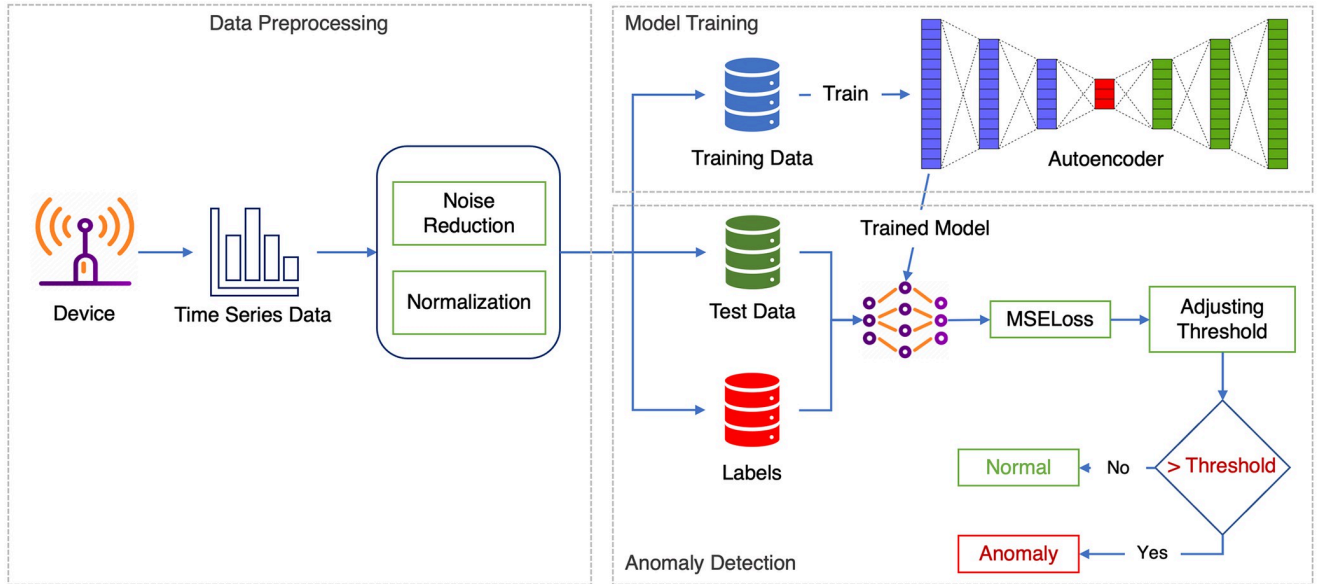 Data Preprocessing
Device
Time Series Data
Noise
Reduction
Normalization
Model Training
Training Data
Train
Autoencoder
Trained Model
Test Data
Labels
MSELoss
Adjusting
Threshold
> Threshold
No
Normal
Yes
Anomaly
Anomaly Detection